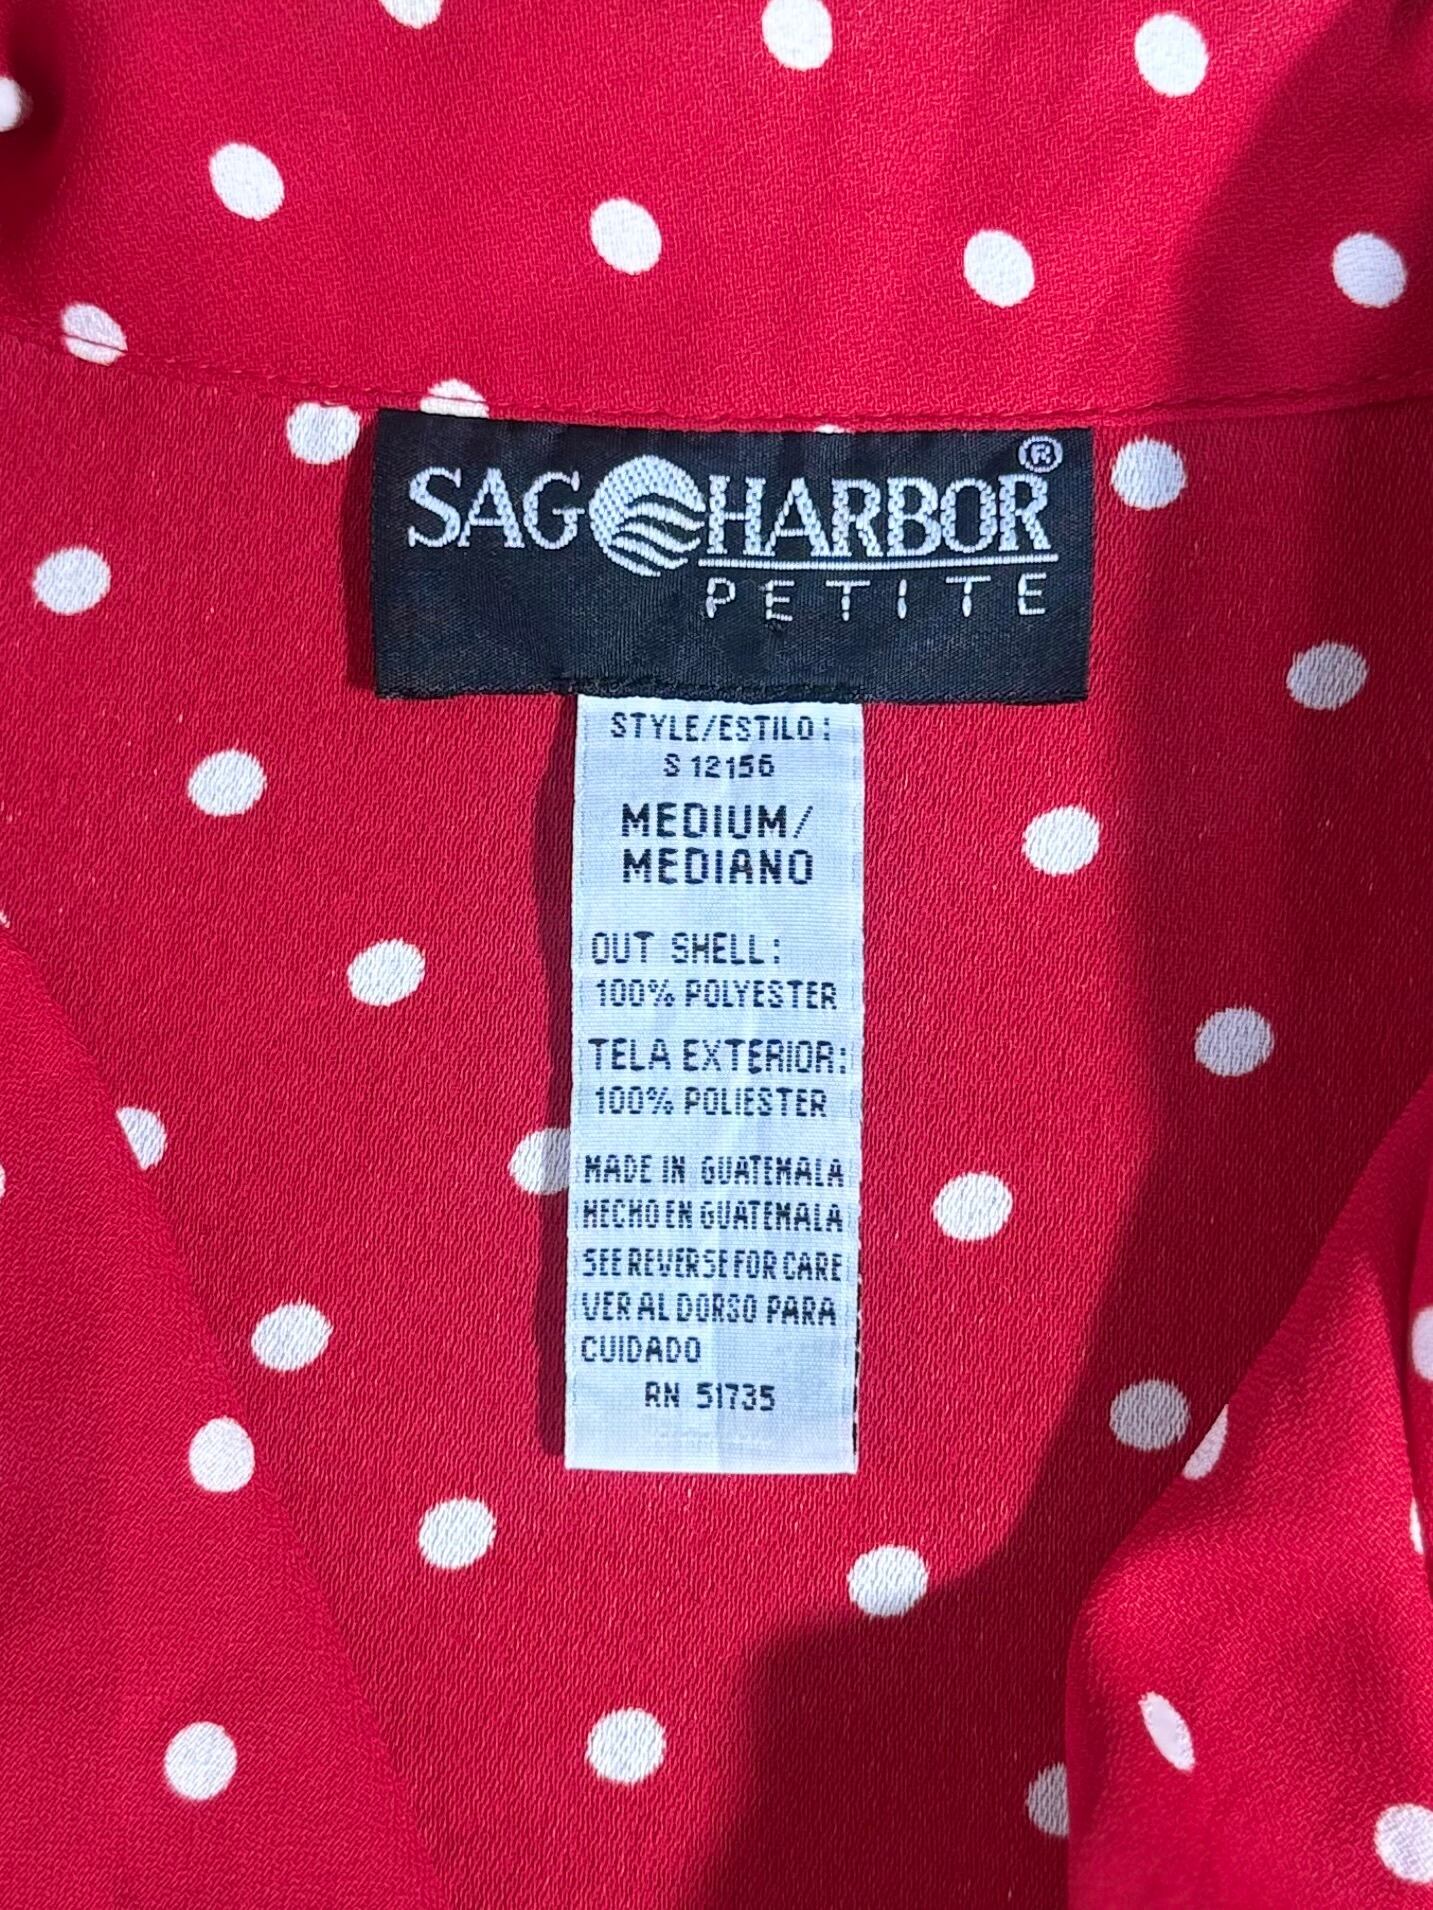 SAG HARBOR®
PETITE
STYLE/ESTILO:
S 12156
MEDIUM/
MEDIANO
OUT SHELL:
100% POLYESTER
TELA EXTERIOR:
100% POLIESTER
MADE IN GUATEMALA
HECHO EN GUATEMALA
SEE REVERSE FOR CARE
VER AL DORSO PARA
CUIDADO
RN 51735